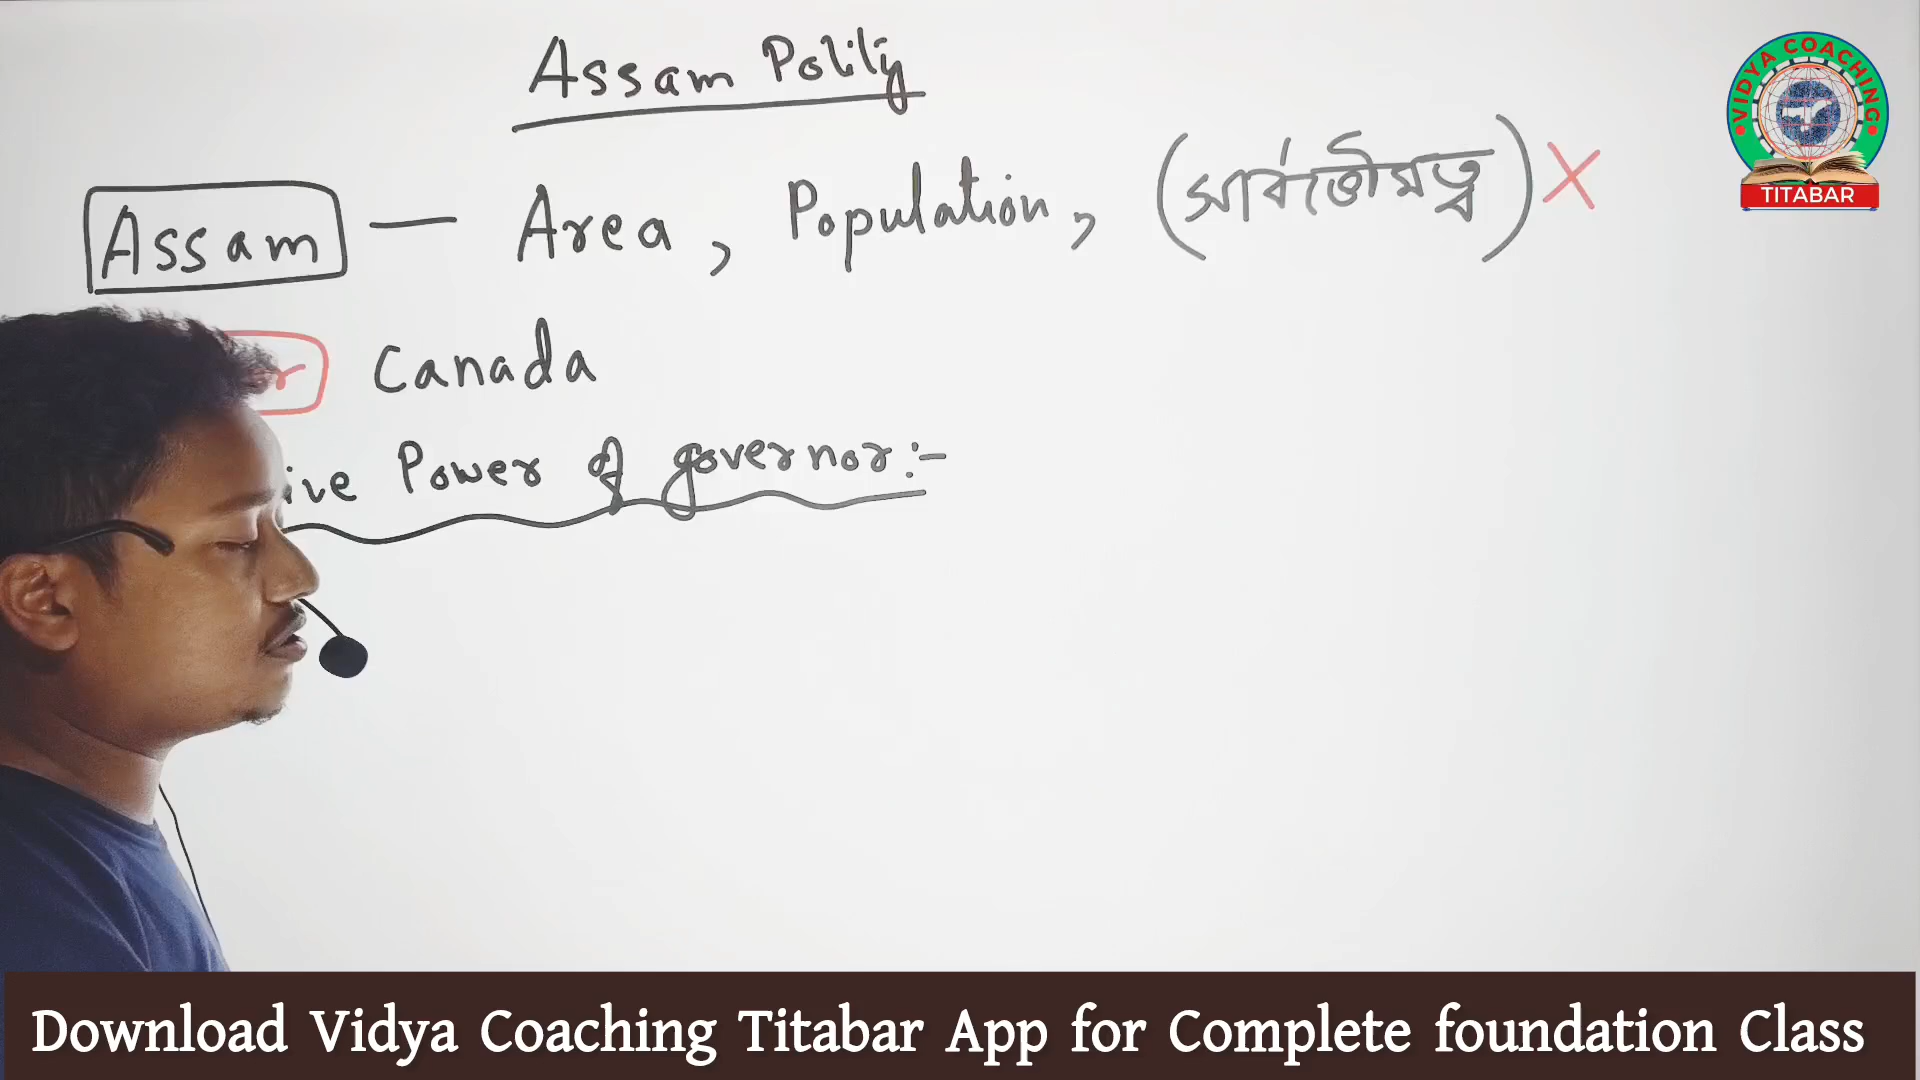 Assam Polity
Assam — Area, Population, (সাৰ্বভৌমত্ব) X
Canada
Power of governor:-
VIDYA COACHING
TITABAR
Download Vidya Coaching Titabar App for Complete foundation Class